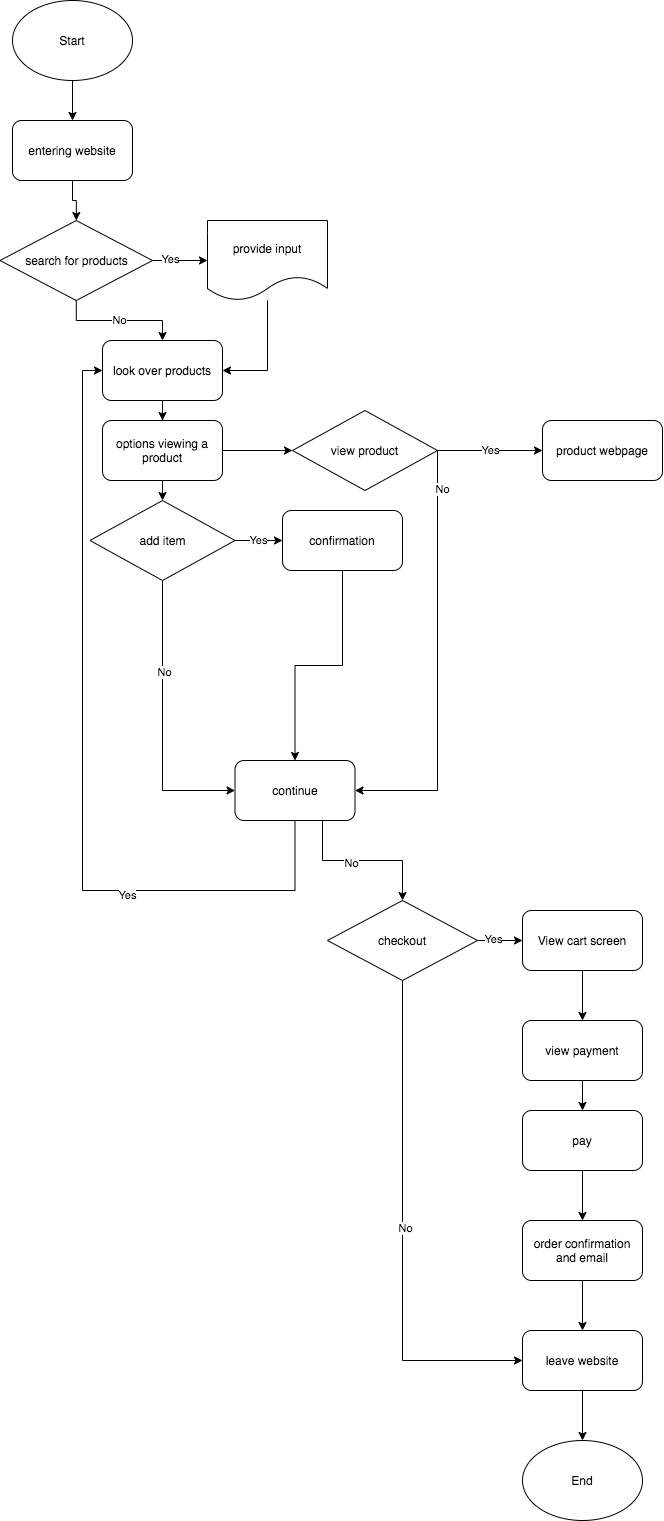 Start
entering website
search for products
Yes
provide input
No
look over products
options viewing a
product
view product
Yes
product webpage
No
add item
Yes
confirmation
No
continue
No
Yes
checkout
Yes
View cart screen
view payment
pay
No
order confirmation
and email
leave website
End